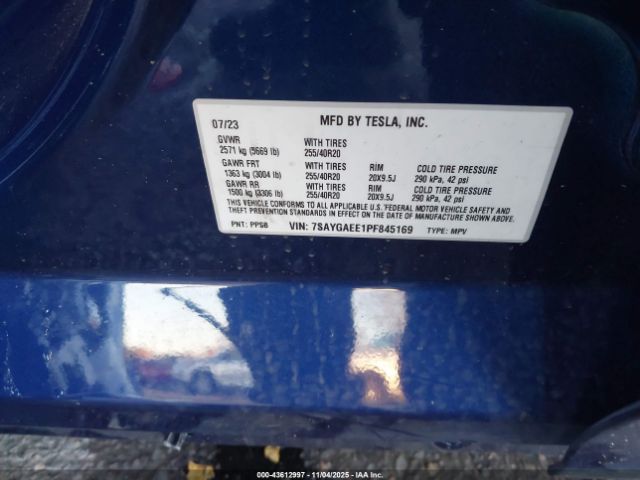 07/23 MFD BY TESLA, INC.
GVWR WITH TIRES
2571 kg (5669 lb) 255/40R20
GAWR FRT WITH TIRES RIM COLD TIRE PRESSURE
1363 kg (3004 lb) 255/40R20 20X9.5J 290 kPa, 42 psi
GAWR RR WITH TIRES RIM COLD TIRE PRESSURE
1500 kg (3306 lb) 255/40R20 20X9.5J 290 kPa, 42 psi
THIS VEHICLE CONFORMS TO ALL APPLICABLE U.S. FEDERAL MOTOR VEHICLE SAFETY AND
THEFT PREVENTION STANDARDS IN EFFECT ON THE DATE OF MANUFACTURE SHOWN ABOVE.
PNT: PPSB VIN: 7SAYGAEE1PF845169 TYPE: MPV
000-43612997 - 11/04/2025 - IAAI.COM